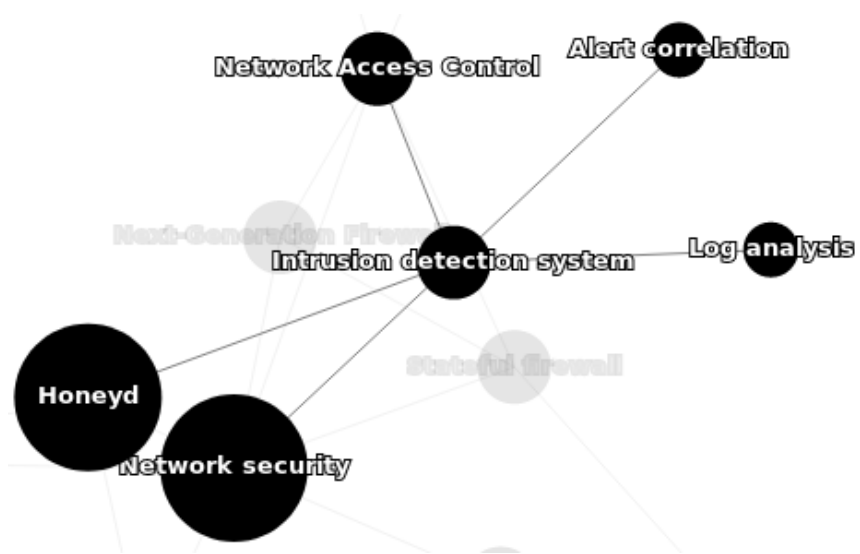 Network Access Control
Alert correlation
Next-Generation Firewall
Log analysis
Intrusion detection system
Stateful firewall
Honeyd
Network security